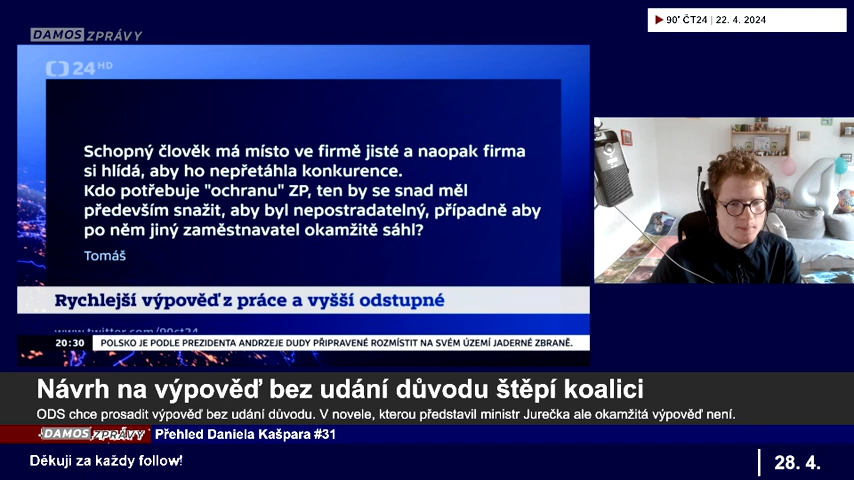 DAMOS ZPRÁVY
90' ČT24 | 22. 4. 2024
24 HD
Schopný člověk má místo ve firmě jisté a naopak firma
si hlídá, aby ho nepřetáhla konkurence.
Kdo potřebuje "ochranu" ZP, ten by se snad měl
především snažit, aby byl nepostradatelný, případně aby
po něm jiný zaměstnavatel okamžitě sáhl?
Tomáš
Rychlejší výpověď z práce a vyšší odstupné
www.twitter.com/90ct24
20:30 POLSKO JE PODLE PREZIDENTA ANDRZEJE DUDY PŘIPRAVENÉ ROZMÍSTIT NA SVÉM ÚZEMÍ JADERNÉ ZBRANĚ.
Návrh na výpověď bez udání důvodu štěpí koalici
ODS chce prosadit výpověď bez udání důvodu. V novele, kterou představil ministr Jurečka ale okamžitá výpověď není.
DAMOS ZPRÁVY Přehled Daniela Kašpara #31
Děkuji za každy follow!
28. 4.